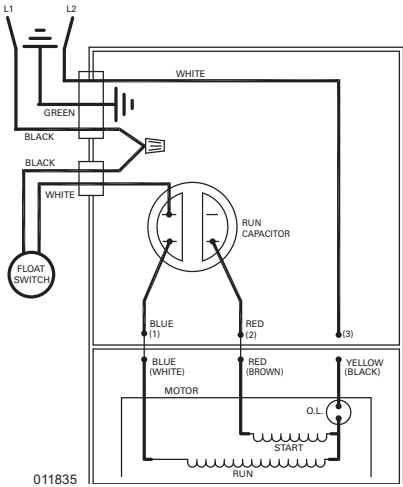 L1
L2
WHITE
GREEN
BLACK
BLACK
WHITE
RUN
CAPACITOR
FLOAT
SWITCH
BLUE
(1)
RED
(2)
(3)
BLUE
(WHITE)
RED
(BROWN)
YELLOW
(BLACK)
MOTOR
O.L.
START
RUN
011835